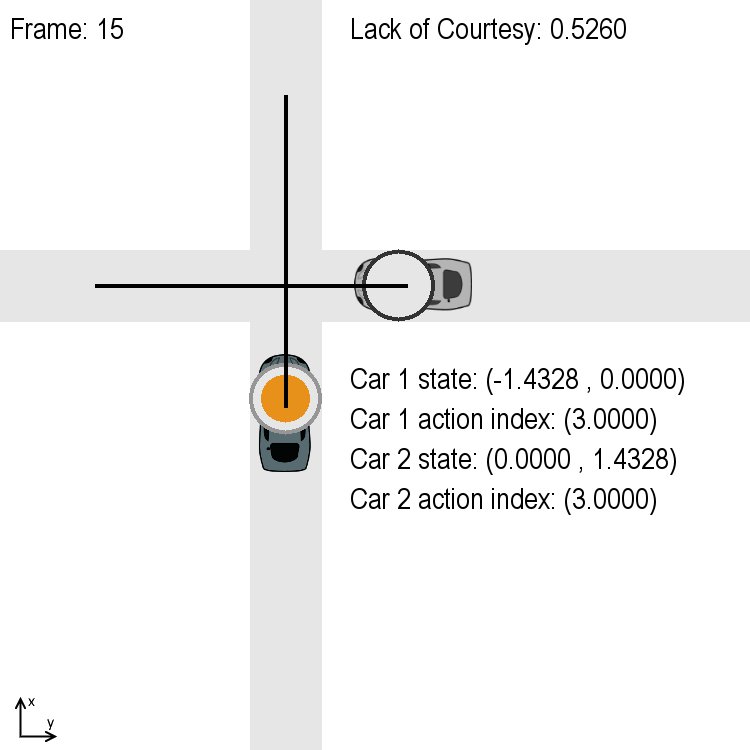 Frame: 15
Lack of Courtesy: 0.5260
Car 1 state: (-1.4328 , 0.0000)
Car 1 action index: (3.0000)
Car 2 state: (0.0000 , 1.4328)
Car 2 action index: (3.0000)
x
y